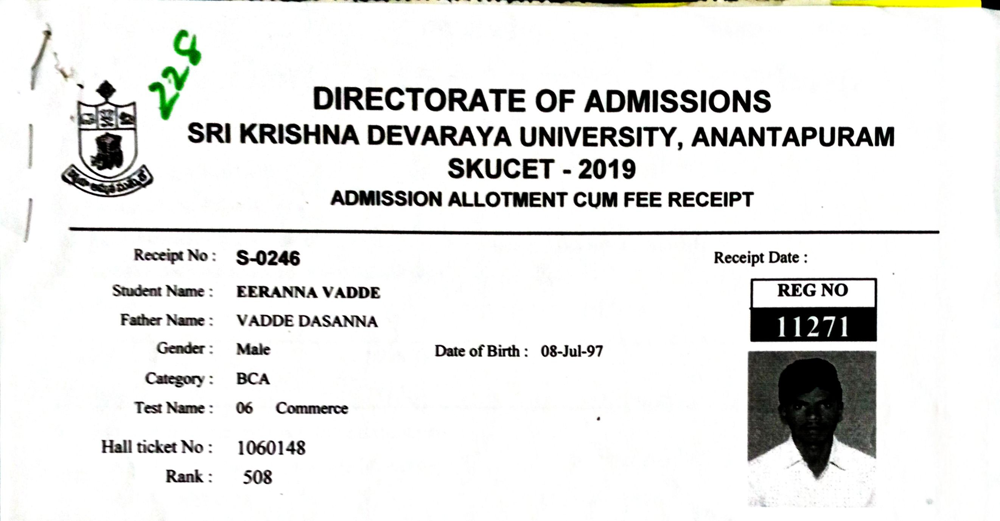 228
DIRECTORATE OF ADMISSIONS
SRI KRISHNA DEVARAYA UNIVERSITY, ANANTAPURAM
SKUCET - 2019
ADMISSION ALLOTMENT CUM FEE RECEIPT
Receipt No : S-0246
Receipt Date :
Student Name : EERANNA VADDE
REG NO
Father Name : VADDE DASANNA
11271
Gender : Male Date of Birth : 08-Jul-97
Category : BCA
Test Name : 06 Commerce
Hall ticket No : 1060148
Rank : 508